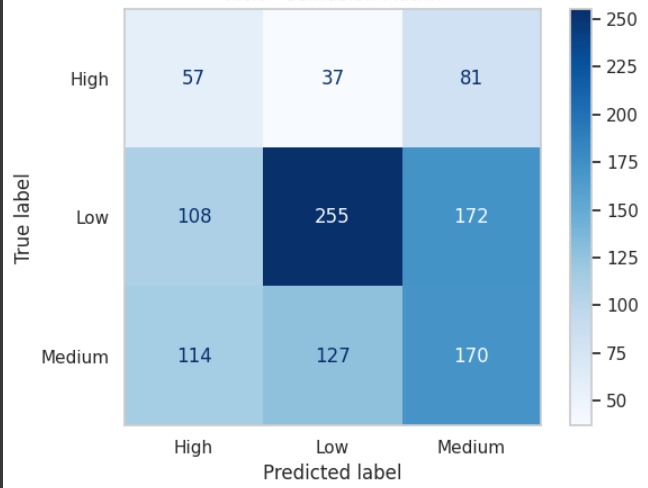 High 57 37 81
Low 108 255 172
Medium 114 127 170
High Low Medium
Predicted label
True label
250
225
200
175
150
125
100
75
50